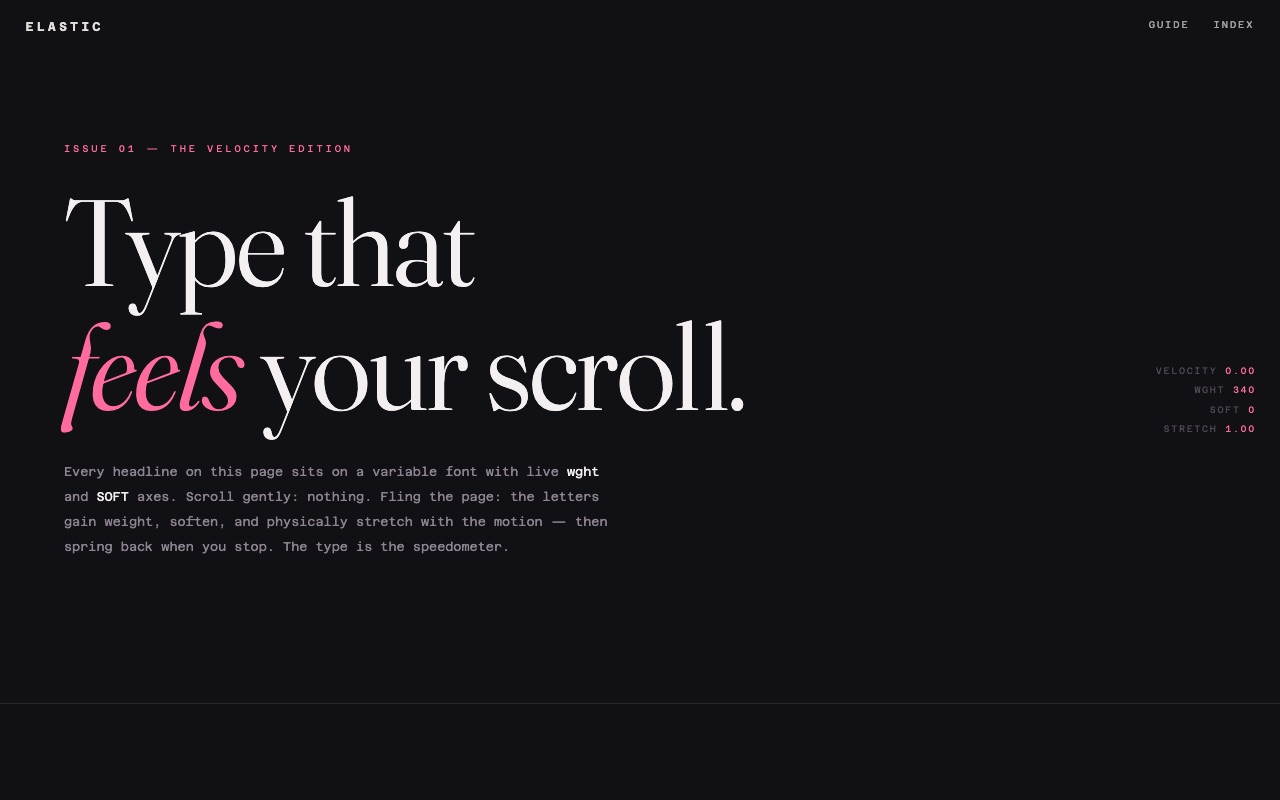 ELASTIC
GUIDE INDEX
ISSUE 01 — THE VELOCITY EDITION
Type that
feels your scroll.
VELOCITY 0.00
WGHT 340
SOFT 0
STRETCH 1.00
Every headline on this page sits on a variable font with live wght
and SOFT axes. Scroll gently: nothing. Fling the page: the letters
gain weight, soften, and physically stretch with the motion — then
spring back when you stop. The type is the speedometer.